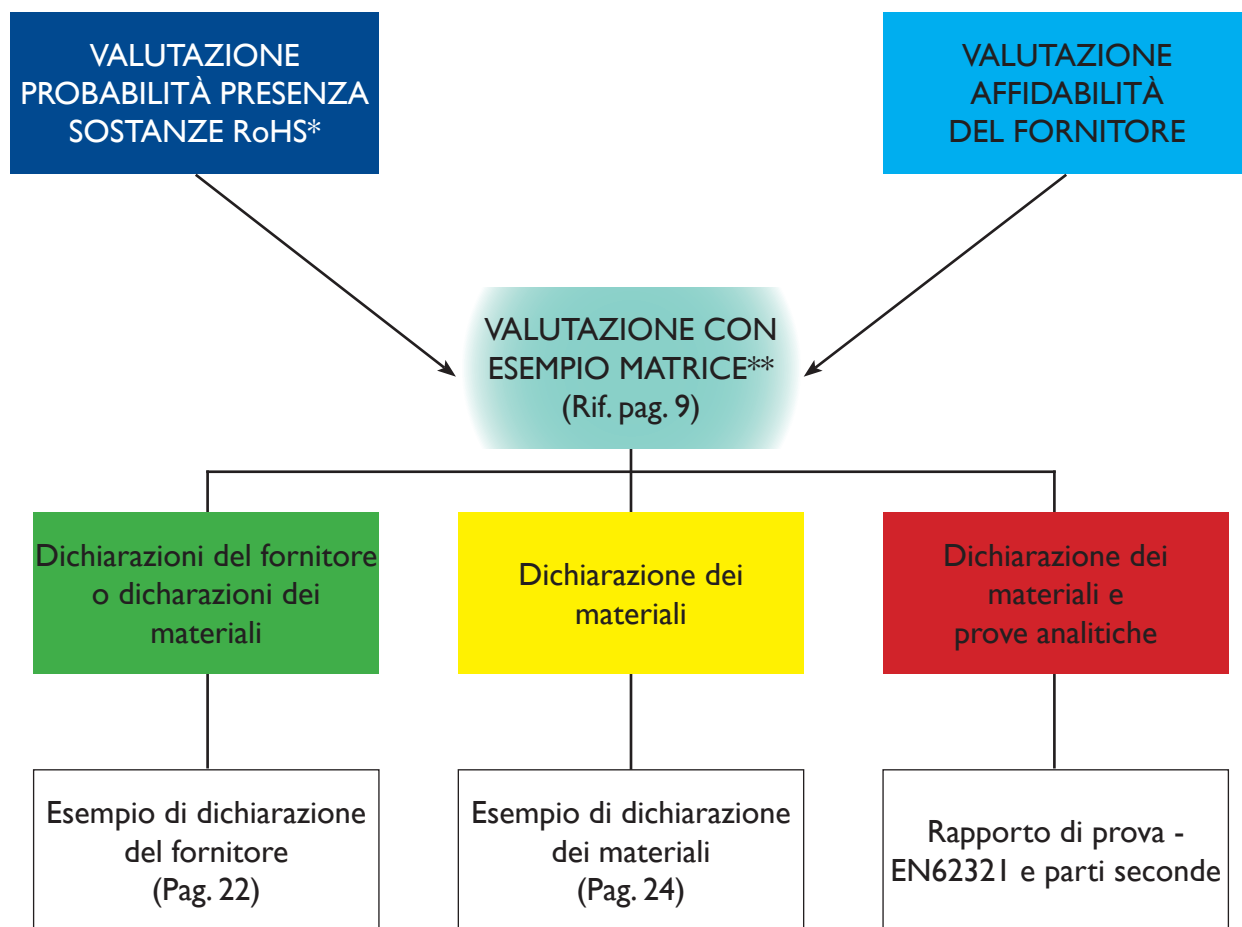 VALUTAZIONE
PROBABILITÀ PRESENZA
SOSTANZE RoHS*
VALUTAZIONE
AFFIDABILITÀ
DEL FORNITORE
VALUTAZIONE CON
ESEMPIO MATRICE**
(Rif. pag. 9)
Dichiarazioni del fornitore
o dicharazioni dei
materiali
Dichiarazione dei
materiali
Dichiarazione dei
materiali e
prove analitiche
Esempio di dichiarazione
del fornitore
(Pag. 22)
Esempio di dichiarazione
dei materiali
(Pag. 24)
Rapporto di prova -
EN62321 e parti seconde